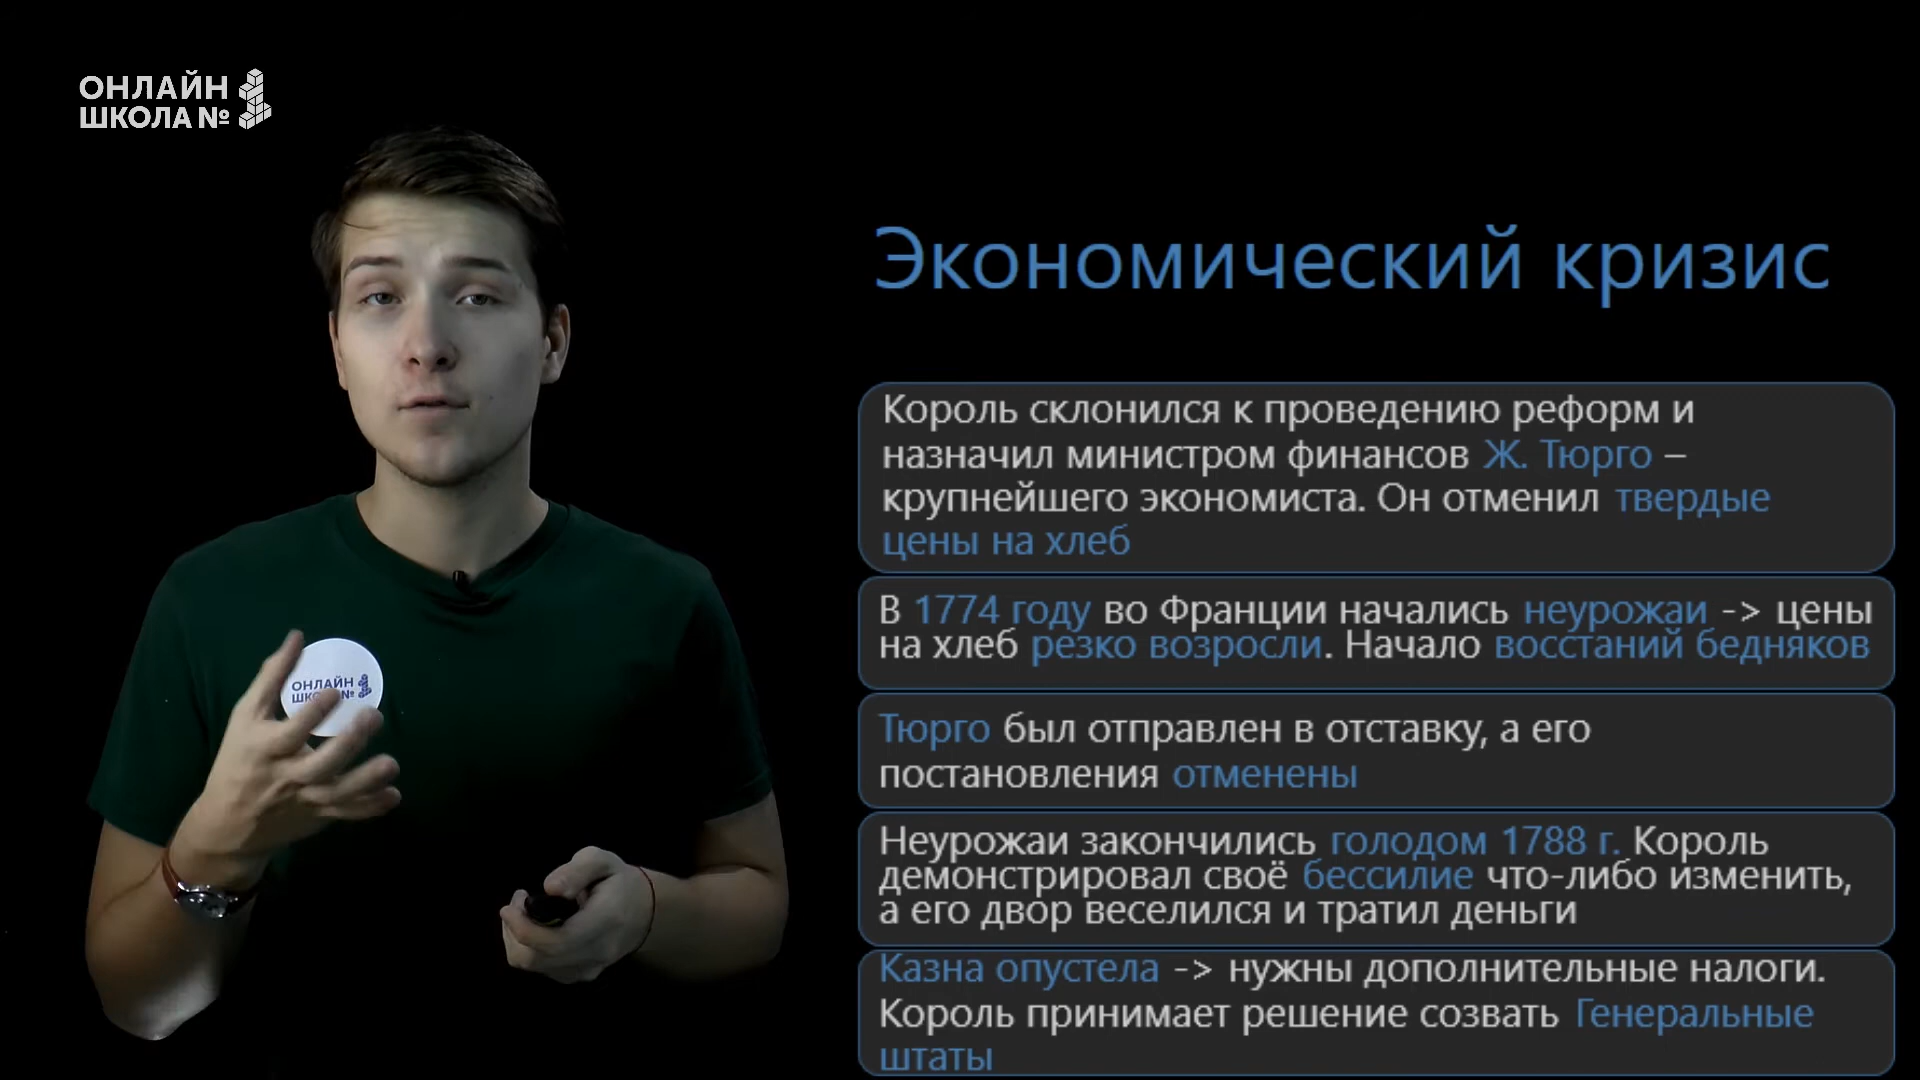 ОНЛАЙН
ШКОЛА №
Экономический кризис
Король склонился к проведению реформ и
назначил министром финансов Ж. Тюрго –
крупнейшего экономиста. Он отменил твердые
цены на хлеб
В 1774 году во Франции начались неурожаи -> цены
на хлеб резко возросли. Начало восстаний бедняков
Тюрго был отправлен в отставку, а его
постановления отменены
Неурожаи закончились голодом 1788 г. Король
демонстрировал своё бессилие что-либо изменить,
а его двор веселился и тратил деньги
Казна опустела -> нужны дополнительные налоги.
Король принимает решение созвать Генеральные
штаты
ОНЛАЙН